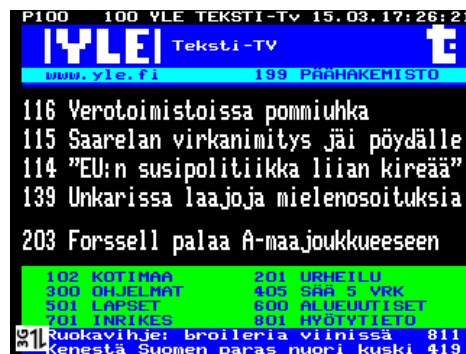 P100 100 YLE TEKSTI-Tv 15.03.17:26:21
YLE Teksti-TV t:
www.yle.fi 199 PÄÄHAKEMISTO
116 Verotoimistoissa pommiuhka
115 Saarelan virkanimitys jäi pöydälle
114 "EU:n susipolitiikka liian kireää"
139 Unkarissa laajoja mielenosoituksia
203 Forssell palaa A-maajoukkueeseen
102 KOTIMAA 201 URHEILU
300 OHJELMAT 405 SÄÄ 5 VRK
501 LAPSET 600 ALUEUUTISET
701 INRIKES 801 HYÖTYTIETO
Ruokavihje: broileria viinissä 811
Kenestä Suomen paras nuori kuski 419